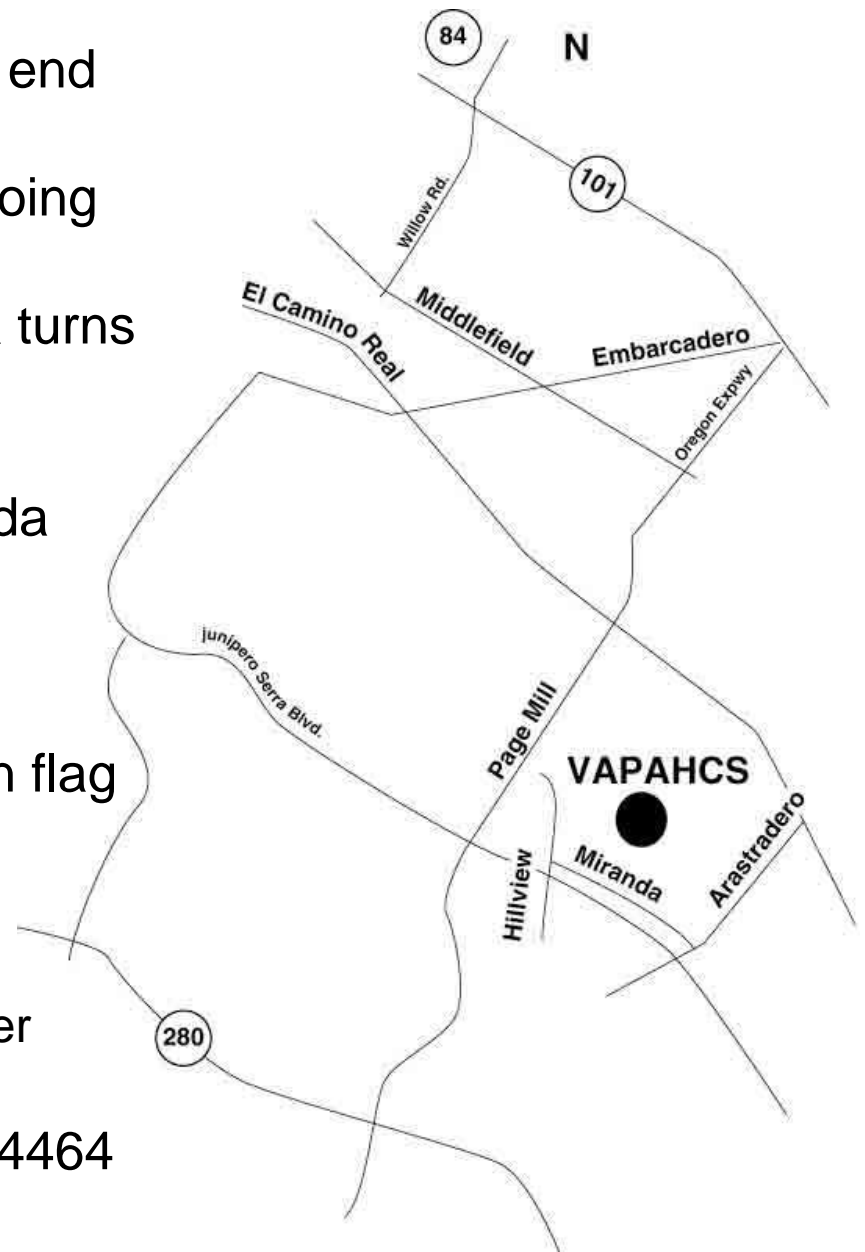 end
oing
turns
da
n flag
er
4464
84
N
101
Willow Rd.
El Camino Real
Middlefield
Embarcadero
Oregon Expwy
junipero Serra Blvd.
Page Mill
VAPAHCS
Hillview
Miranda
Arastradero
280